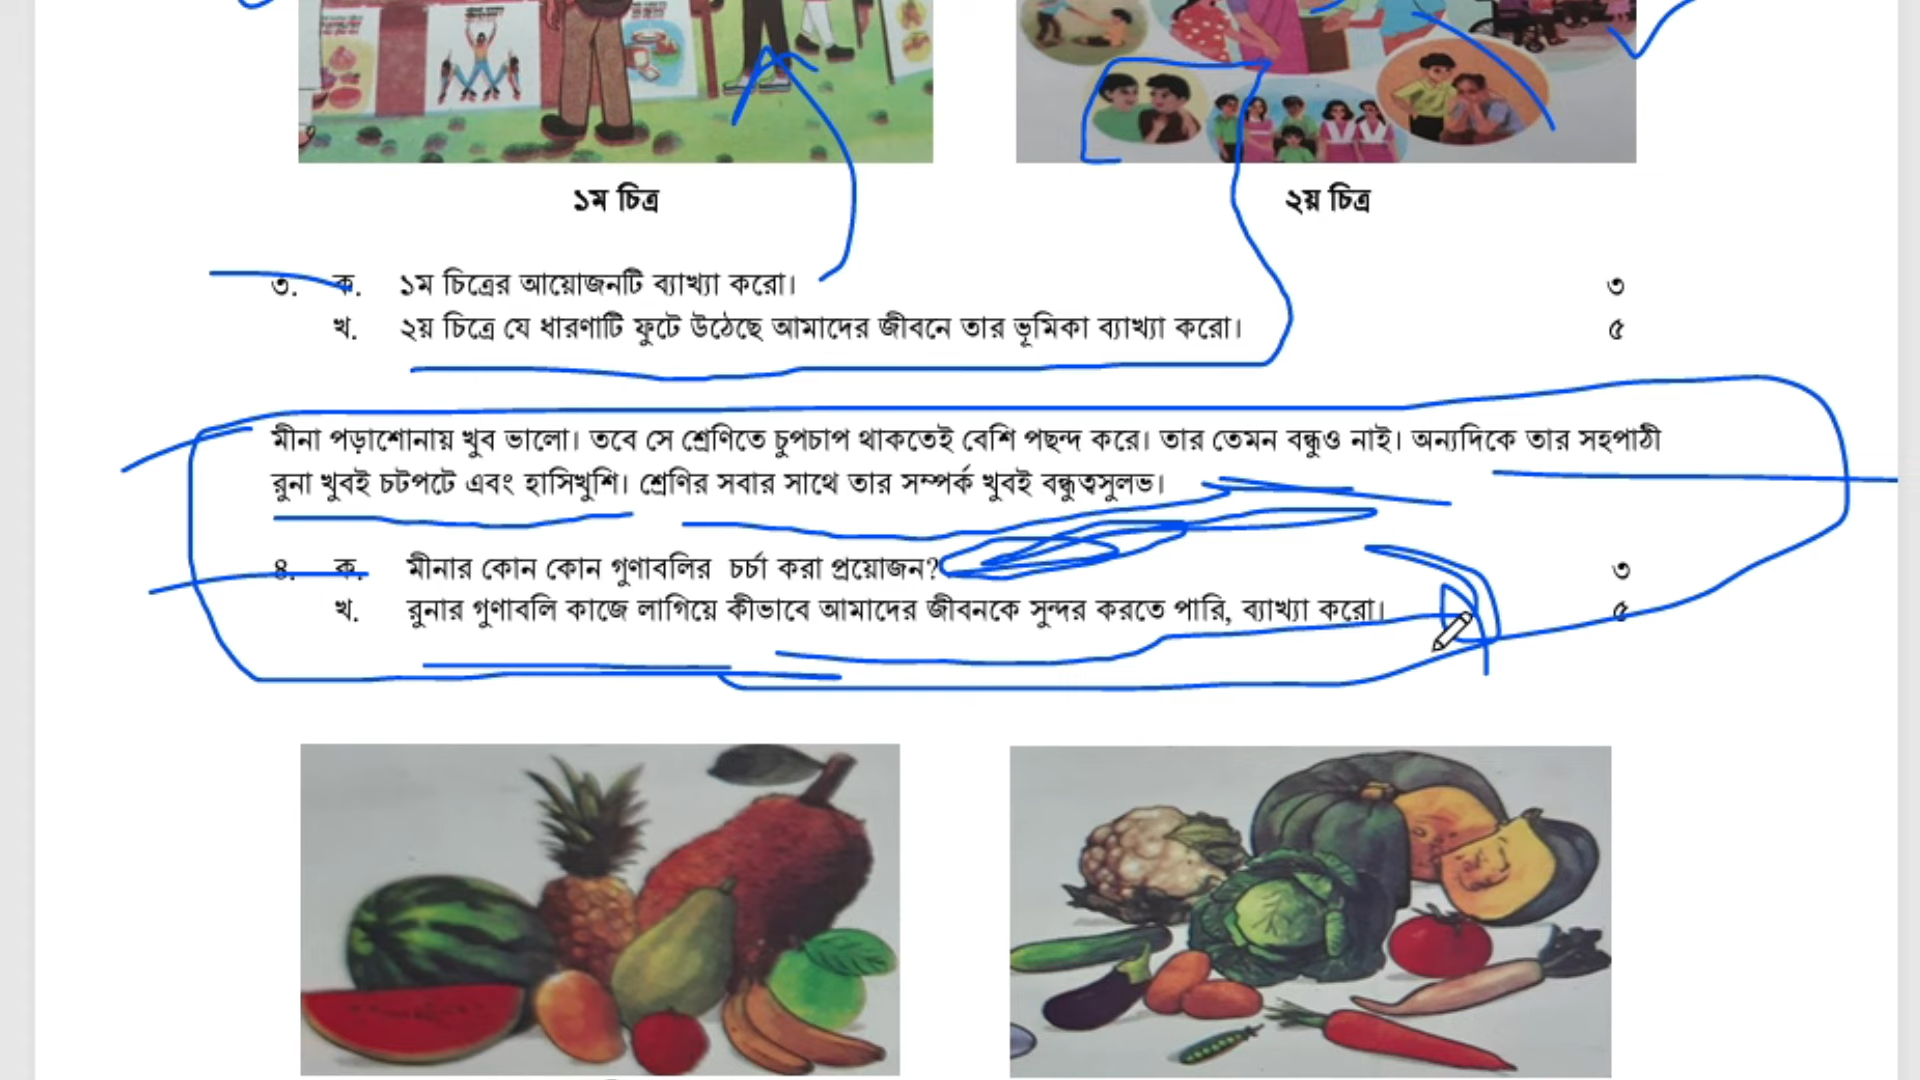 ১ম চিত্র
২য় চিত্র
৩. ক. ১ম চিত্রের আয়োজনটি ব্যাখ্যা করো। ৩
খ. ২য় চিত্রে যে ধারণাটি ফুটে উঠেছে আমাদের জীবনে তার ভূমিকা ব্যাখ্যা করো। ৫
মীনা পড়াশোনায় খুব ভালো। তবে সে শ্রেণিতে চুপচাপ থাকতেই বেশি পছন্দ করে। তার তেমন বন্ধুও নাই। অন্যদিকে তার সহপাঠী
রুনা খুবই চটপটে এবং হাসিখুশি। শ্রেণির সবার সাথে তার সম্পর্ক খুবই বন্ধুত্বসুলভ।
৪. ক. মীনার কোন কোন গুণাবলির চর্চা করা প্রয়োজন? ৩
খ. রুনার গুণাবলি কাজে লাগিয়ে কীভাবে আমাদের জীবনকে সুন্দর করতে পারি, ব্যাখ্যা করো। ৫